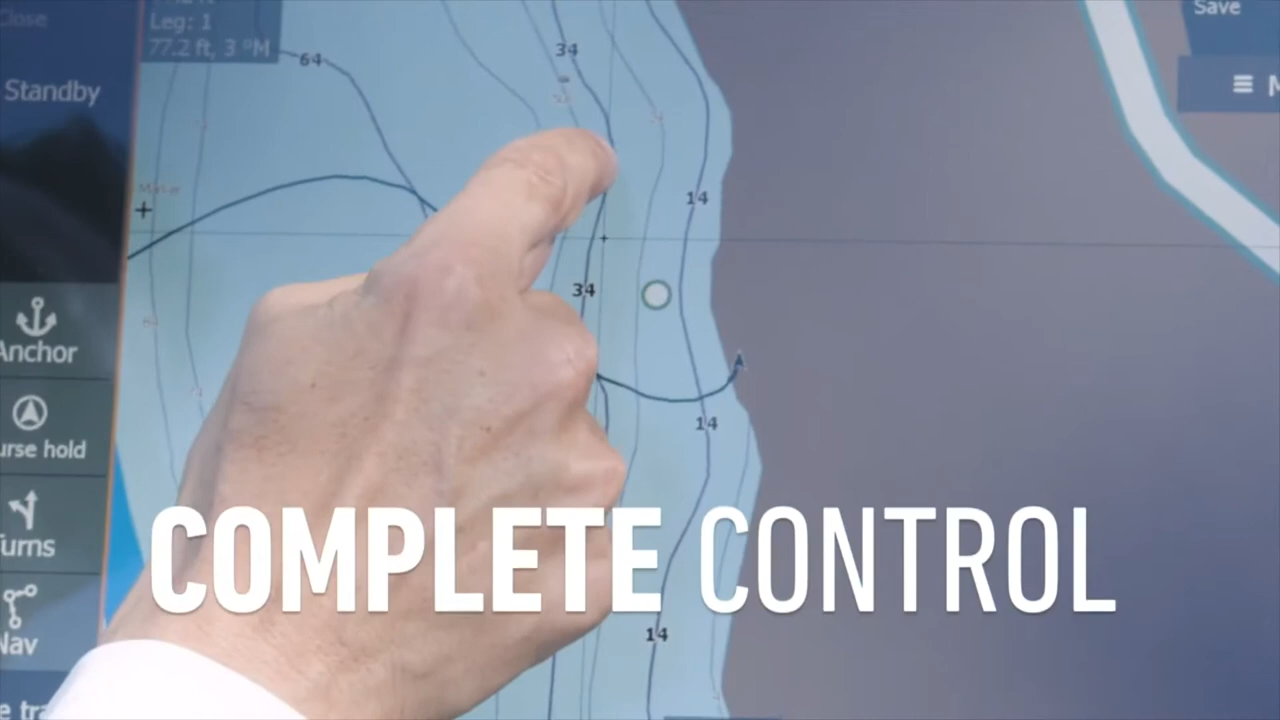 Close
Save
Leg: 1
77.2 ft, 3 °M
34
64
Standby
14
34
Anchor
urse hold
14
Turns
COMPLETE CONTROL
Nav
14
e tra